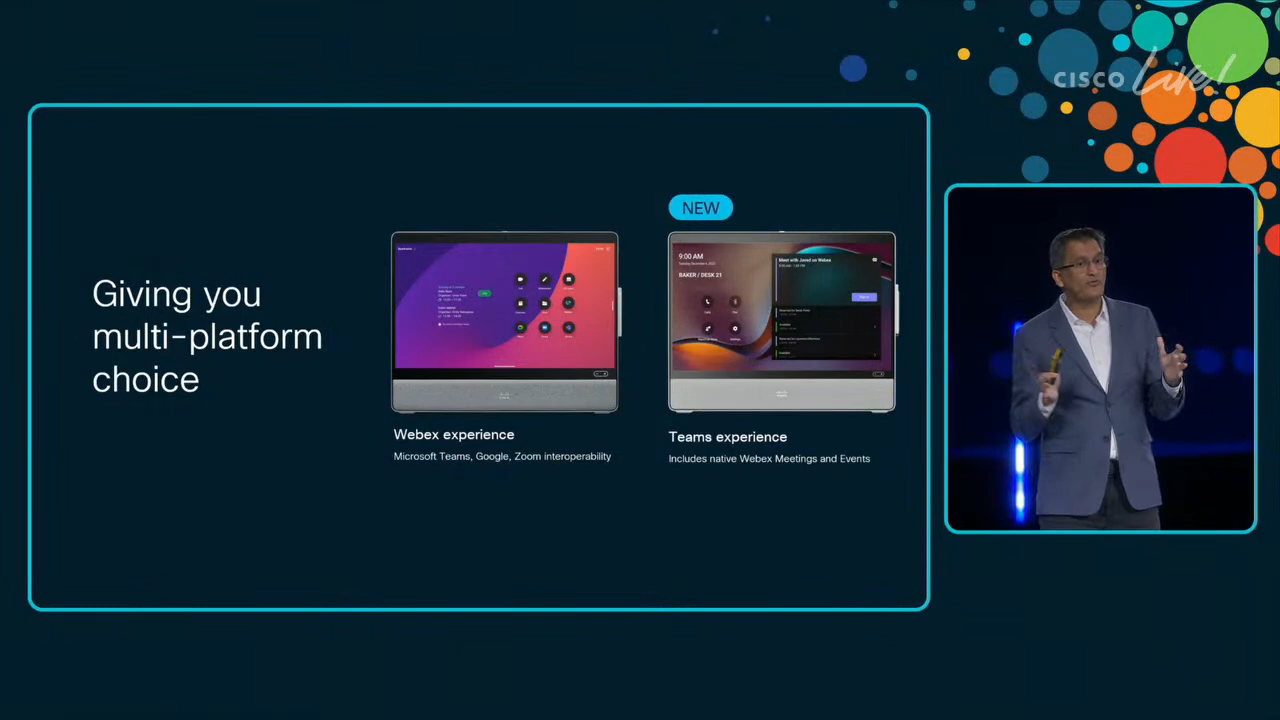 CISCO Live!
NEW
Giving you
multi-platform
choice
9:00 AM
BAKER / DESK 21
Meet with Javed on Webex
Webex experience
Microsoft Teams, Google, Zoom interoperability
Teams experience
Includes native Webex Meetings and Events